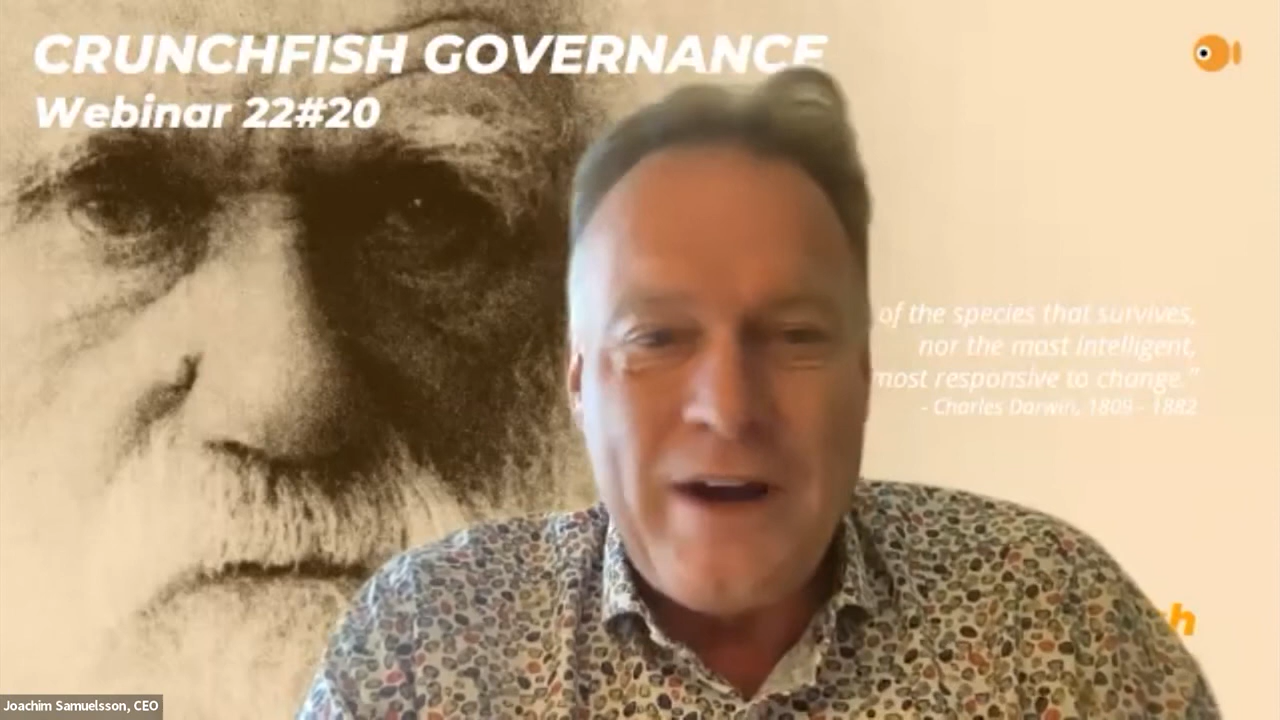 CRUNCHFISH GOVERNANCE
Webinar 22#20
of the species that survives,
nor the most intelligent,
most responsive to change.”
- Charles Darwin, 1809 - 1882
h
Joachim Samuelsson, CEO